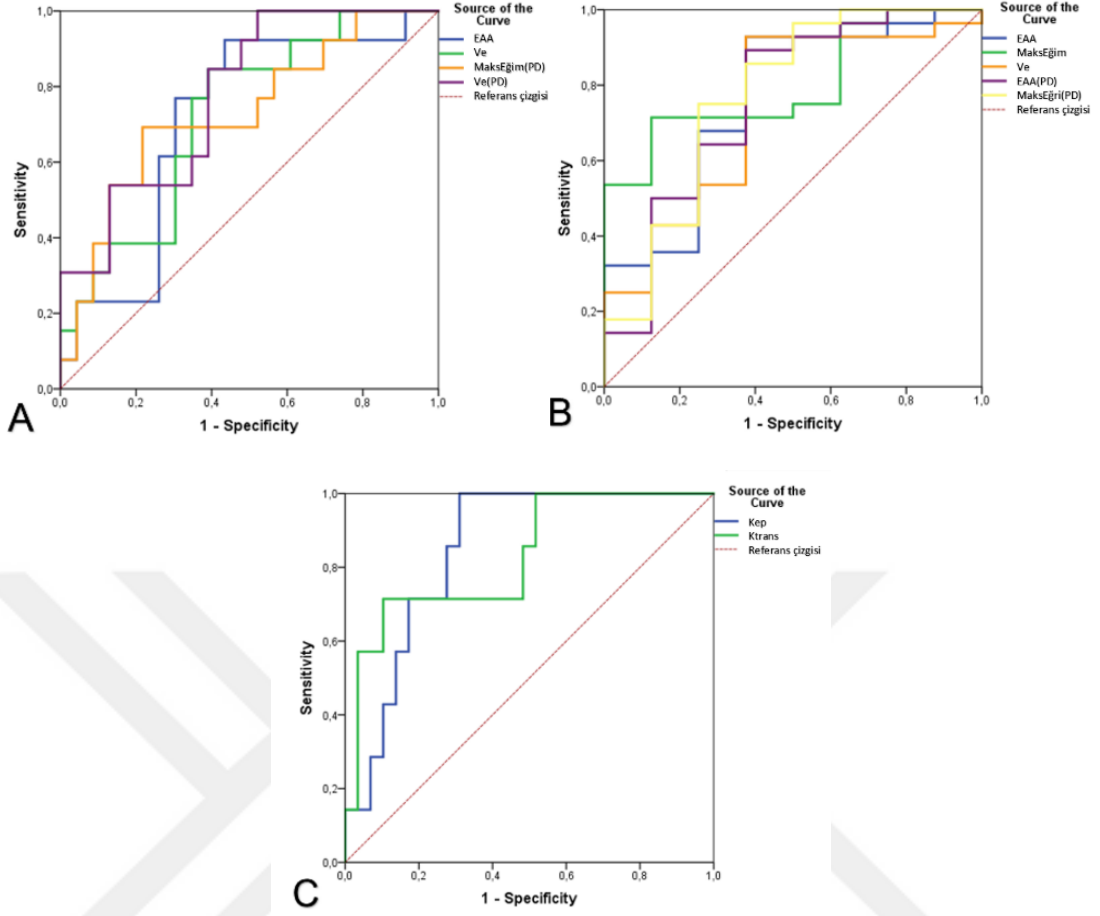 Source of the
Curve
EAA
Ve
MaksEğim(PD)
Ve(PD)
Referans çizgisi
1,0
0,8
0,6
0,4
0,2
0,0
Sensitivity
0,0 0,2 0,4 0,6 0,8 1,0
1 - Specificity
A
Source of the
Curve
EAA
MaksEğim
Ve
EAA(PD)
MaksEğri(PD)
Referans çizgisi
1,0
0,8
0,6
0,4
0,2
0,0
Sensitivity
0,0 0,2 0,4 0,6 0,8 1,0
1 - Specificity
B
Source of the
Curve
Kep
Ktrans
Referans çizgisi
1,0
0,8
0,6
0,4
0,2
0,0
Sensitivity
0,0 0,2 0,4 0,6 0,8 1,0
1 - Specificity
C